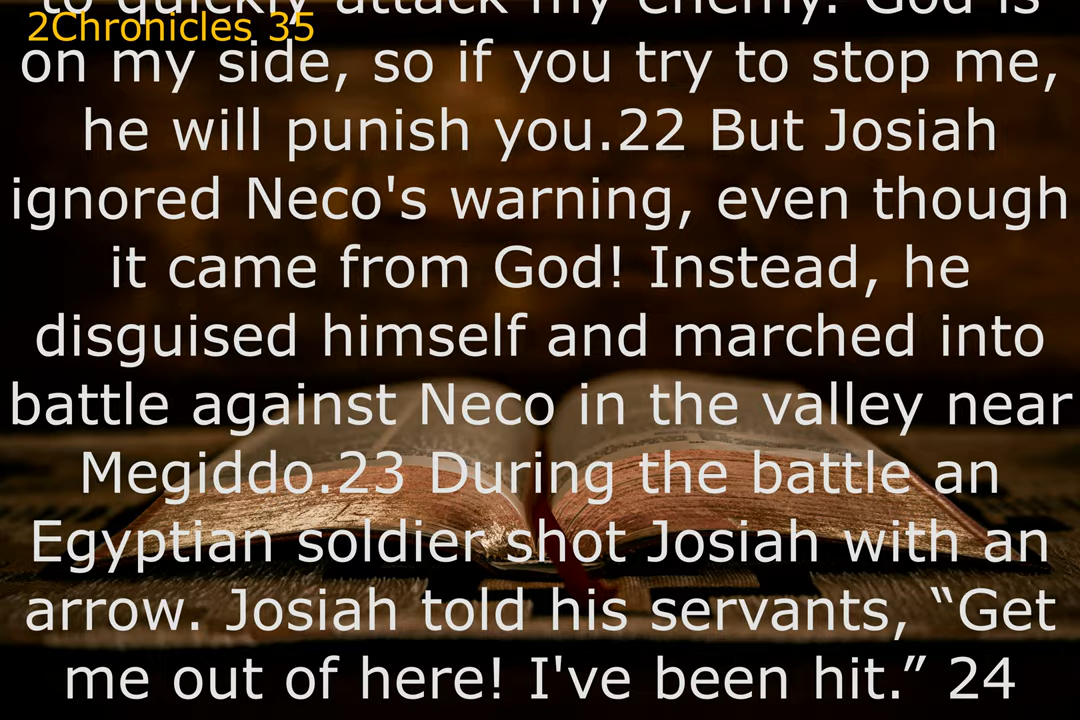 to quickly attack my enemy. God is
2Chronicles 35
on my side, so if you try to stop me,
he will punish you.22 But Josiah
ignored Neco's warning, even though
it came from God! Instead, he
disguised himself and marched into
battle against Neco in the valley near
Megiddo.23 During the battle an
Egyptian soldier shot Josiah with an
arrow. Josiah told his servants, “Get
me out of here! I've been hit.” 24